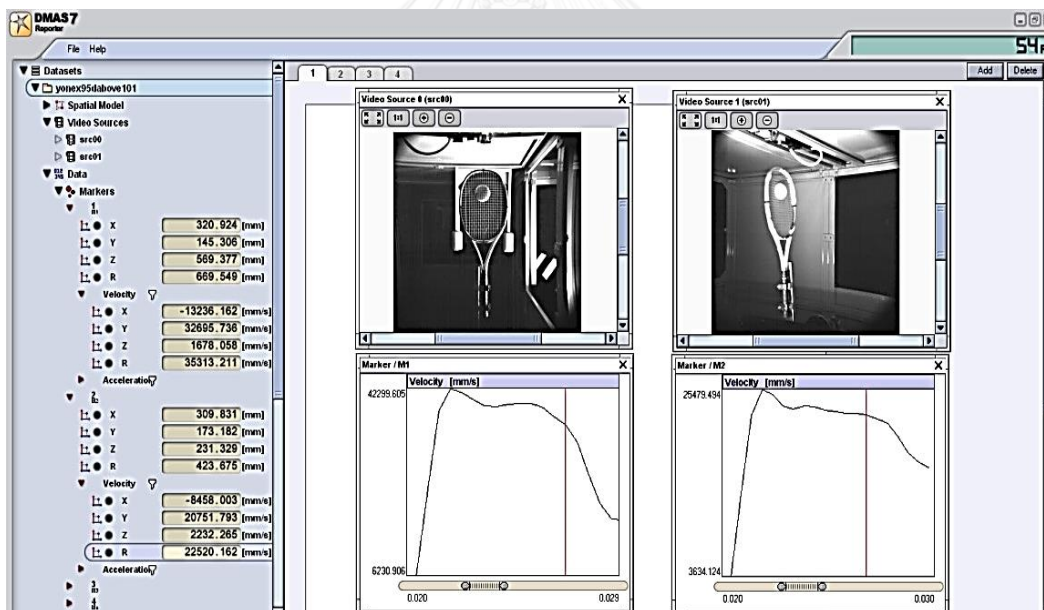 DMAS7
Reporter
File Help
Datasets
yonex95dabove101
Spatial Model
Video Sources
src00
src01
Data
Markers
1
X 320.924 [mm]
Y 145.306 [mm]
Z 569.377 [mm]
R 669.549 [mm]
Velocity
X -13236.162 [mm/s]
Y 32695.736 [mm/s]
Z 1678.058 [mm/s]
R 35313.211 [mm/s]
Acceleration
2
X 309.831 [mm]
Y 173.182 [mm]
Z 231.329 [mm]
R 423.675 [mm]
Velocity
X -8458.003 [mm/s]
Y 20751.793 [mm/s]
Z 2232.265 [mm/s]
R 22520.162 [mm/s]
Acceleration
3
4
1 2 3 4
Add Delete
Video Source 0 (src00) X
1:1
Video Source 1 (src01) X
1:1
Marker / M1 X
Velocity [mm/s]
42299.605
6230.906
0.020 0.029
Marker / M2 X
Velocity [mm/s]
25479.494
3634.124
0.020 0.030